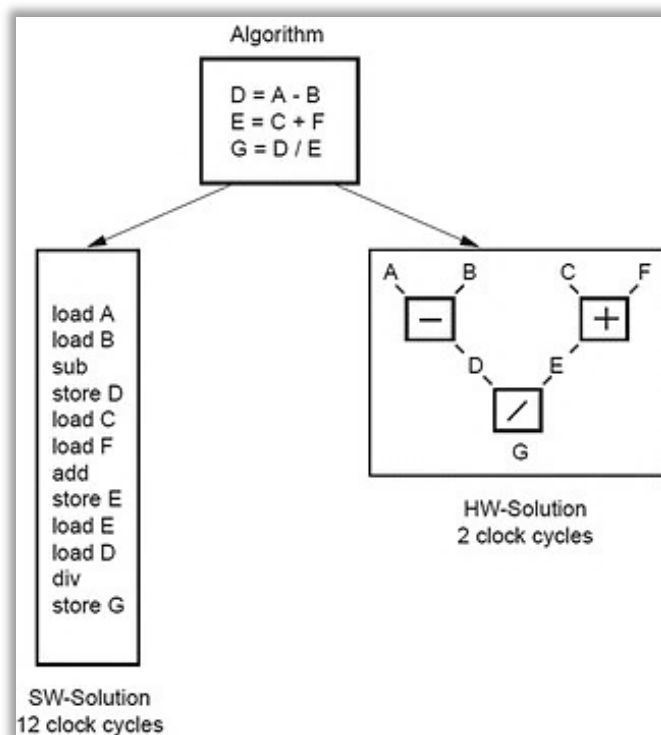 Algorithm
D = A - B
E = C + F
G = D / E
load A
load B
sub
store D
load C
load F
add
store E
load E
load D
div
store G
SW-Solution
12 clock cycles
A B C F
− +
D E
/
G
HW-Solution
2 clock cycles